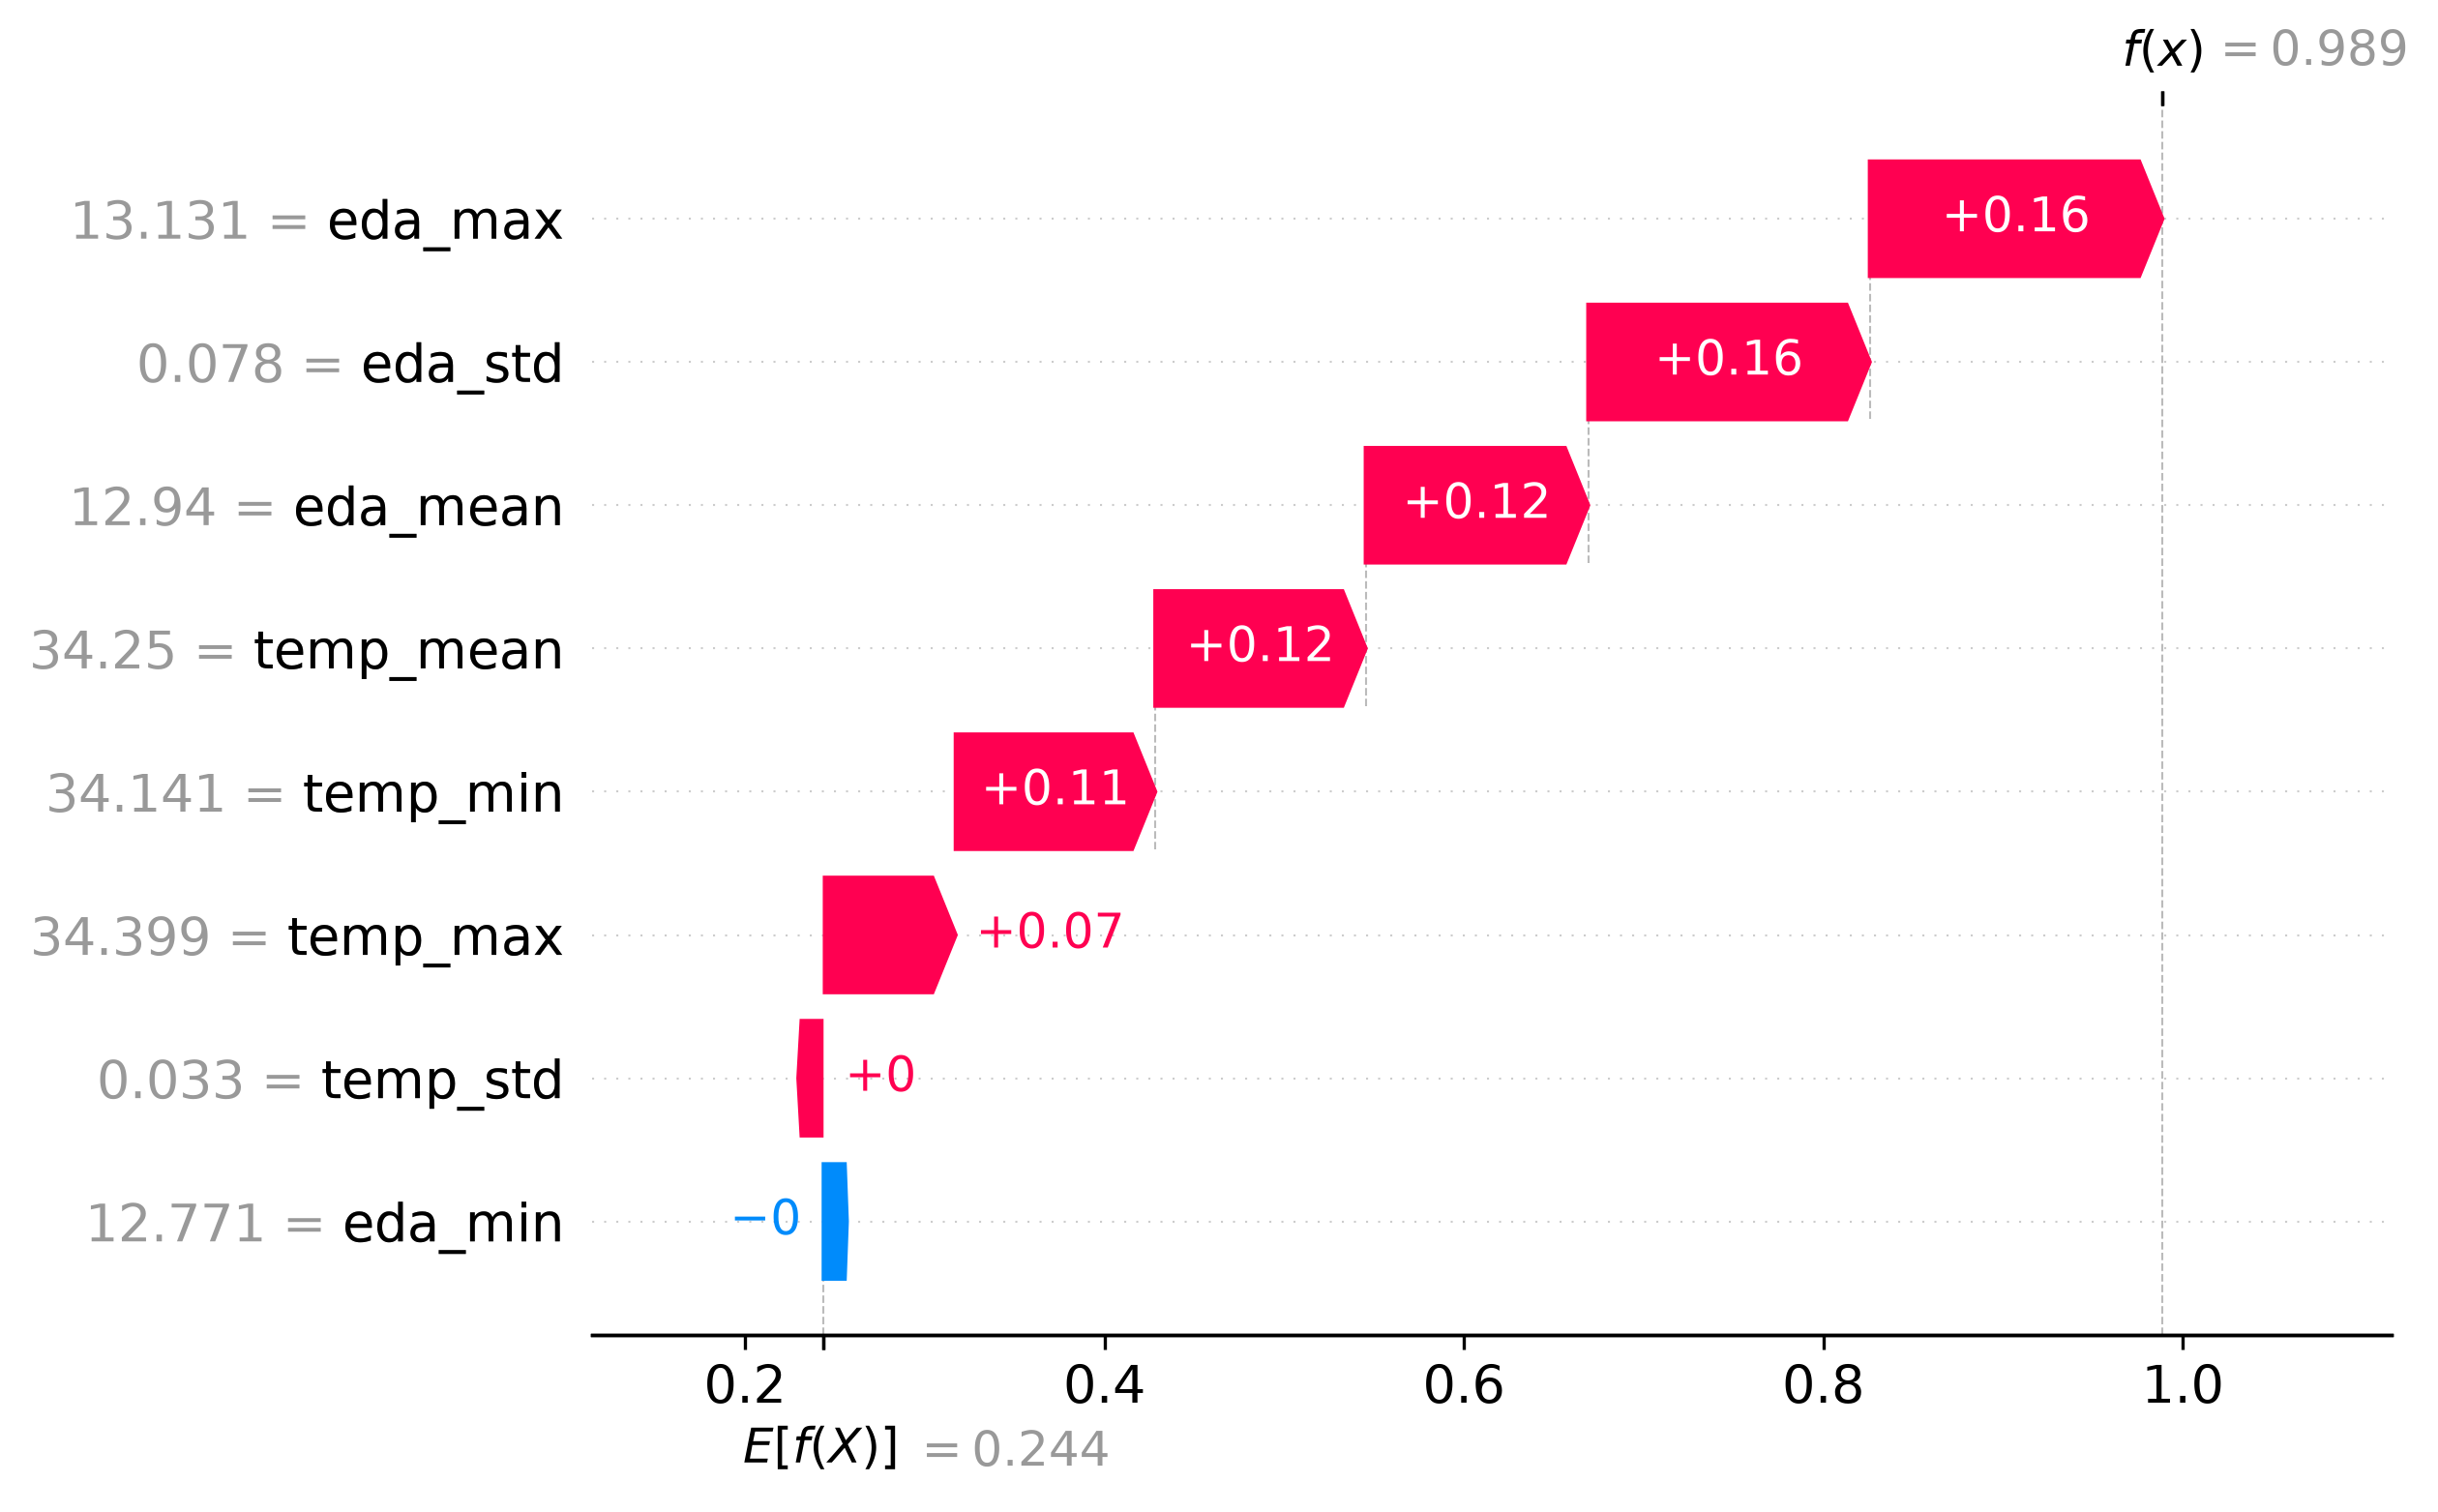 f(x) = 0.989
13.131 = eda_max +0.16
0.078 = eda_std +0.16
12.94 = eda_mean +0.12
34.25 = temp_mean +0.12
34.141 = temp_min +0.11
34.399 = temp_max +0.07
0.033 = temp_std +0
12.771 = eda_min −0
0.2 0.4 0.6 0.8 1.0
E[f(X)] = 0.244